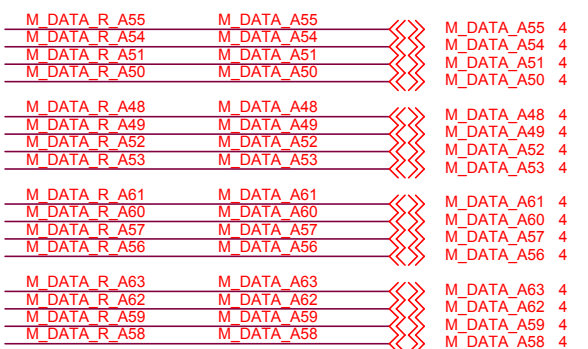 M_DATA_R_A55 M_DATA_A55 M_DATA_A55 4
M_DATA_R_A54 M_DATA_A54 M_DATA_A54 4
M_DATA_R_A51 M_DATA_A51 M_DATA_A51 4
M_DATA_R_A50 M_DATA_A50 M_DATA_A50 4
M_DATA_R_A48 M_DATA_A48 M_DATA_A48 4
M_DATA_R_A49 M_DATA_A49 M_DATA_A49 4
M_DATA_R_A52 M_DATA_A52 M_DATA_A52 4
M_DATA_R_A53 M_DATA_A53 M_DATA_A53 4
M_DATA_R_A61 M_DATA_A61 M_DATA_A61 4
M_DATA_R_A60 M_DATA_A60 M_DATA_A60 4
M_DATA_R_A57 M_DATA_A57 M_DATA_A57 4
M_DATA_R_A56 M_DATA_A56 M_DATA_A56 4
M_DATA_R_A63 M_DATA_A63 M_DATA_A63 4
M_DATA_R_A62 M_DATA_A62 M_DATA_A62 4
M_DATA_R_A59 M_DATA_A59 M_DATA_A59 4
M_DATA_R_A58 M_DATA_A58 M_DATA_A58 4